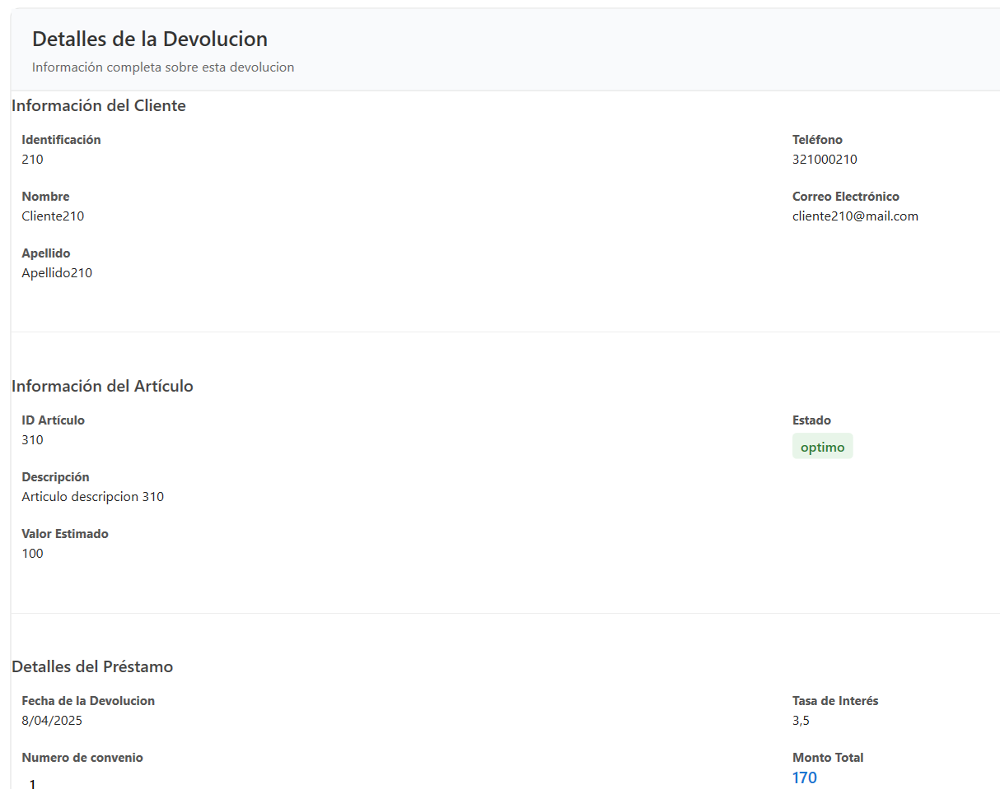 Detalles de la Devolucion
Información completa sobre esta devolucion
Información del Cliente
Identificación
210
Teléfono
321000210
Nombre
Cliente210
Correo Electrónico
cliente210@mail.com
Apellido
Apellido210
Información del Artículo
ID Artículo
310
Estado
optimo
Descripción
Articulo descripcion 310
Valor Estimado
100
Detalles del Préstamo
Fecha de la Devolucion
8/04/2025
Tasa de Interés
3,5
Numero de convenio
1
Monto Total
170